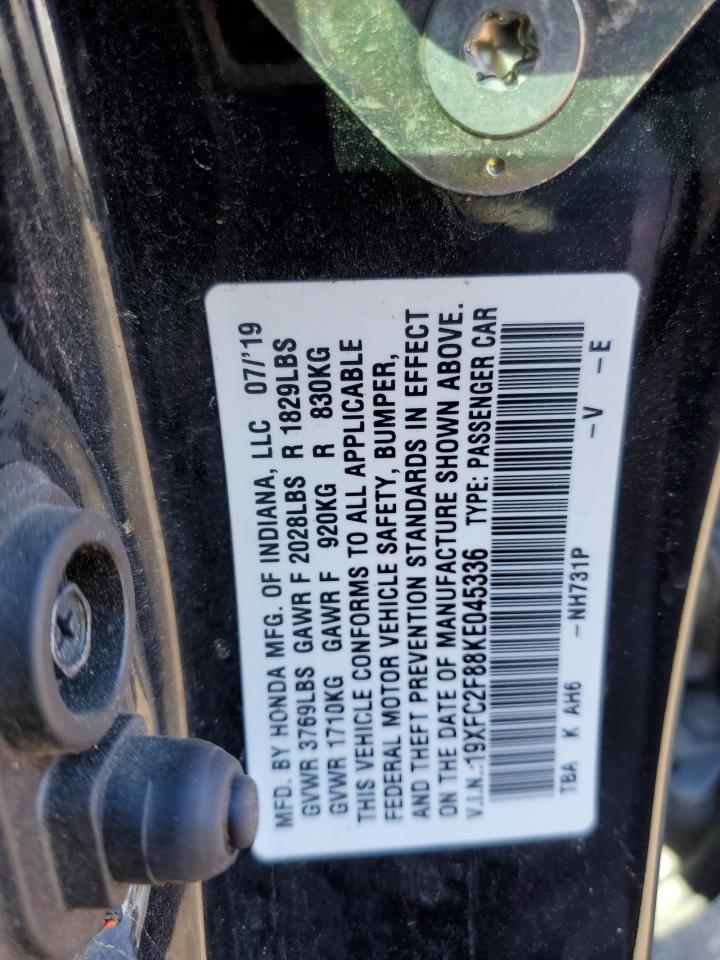 MFD. BY HONDA MFG. OF INDIANA, LLC 07/'19
GVWR 3769LBS GAWR F 2028LBS R 1829LBS
GVWR 1710KG GAWR F 920KG R 830KG
THIS VEHICLE CONFORMS TO ALL APPLICABLE
FEDERAL MOTOR VEHICLE SAFETY, BUMPER,
AND THEFT PREVENTION STANDARDS IN EFFECT
ON THE DATE OF MANUFACTURE SHOWN ABOVE.
V.I.N.:19XFC2F88KE045336 TYPE: PASSENGER CAR
TBA K AH6 -NH731P -V -E